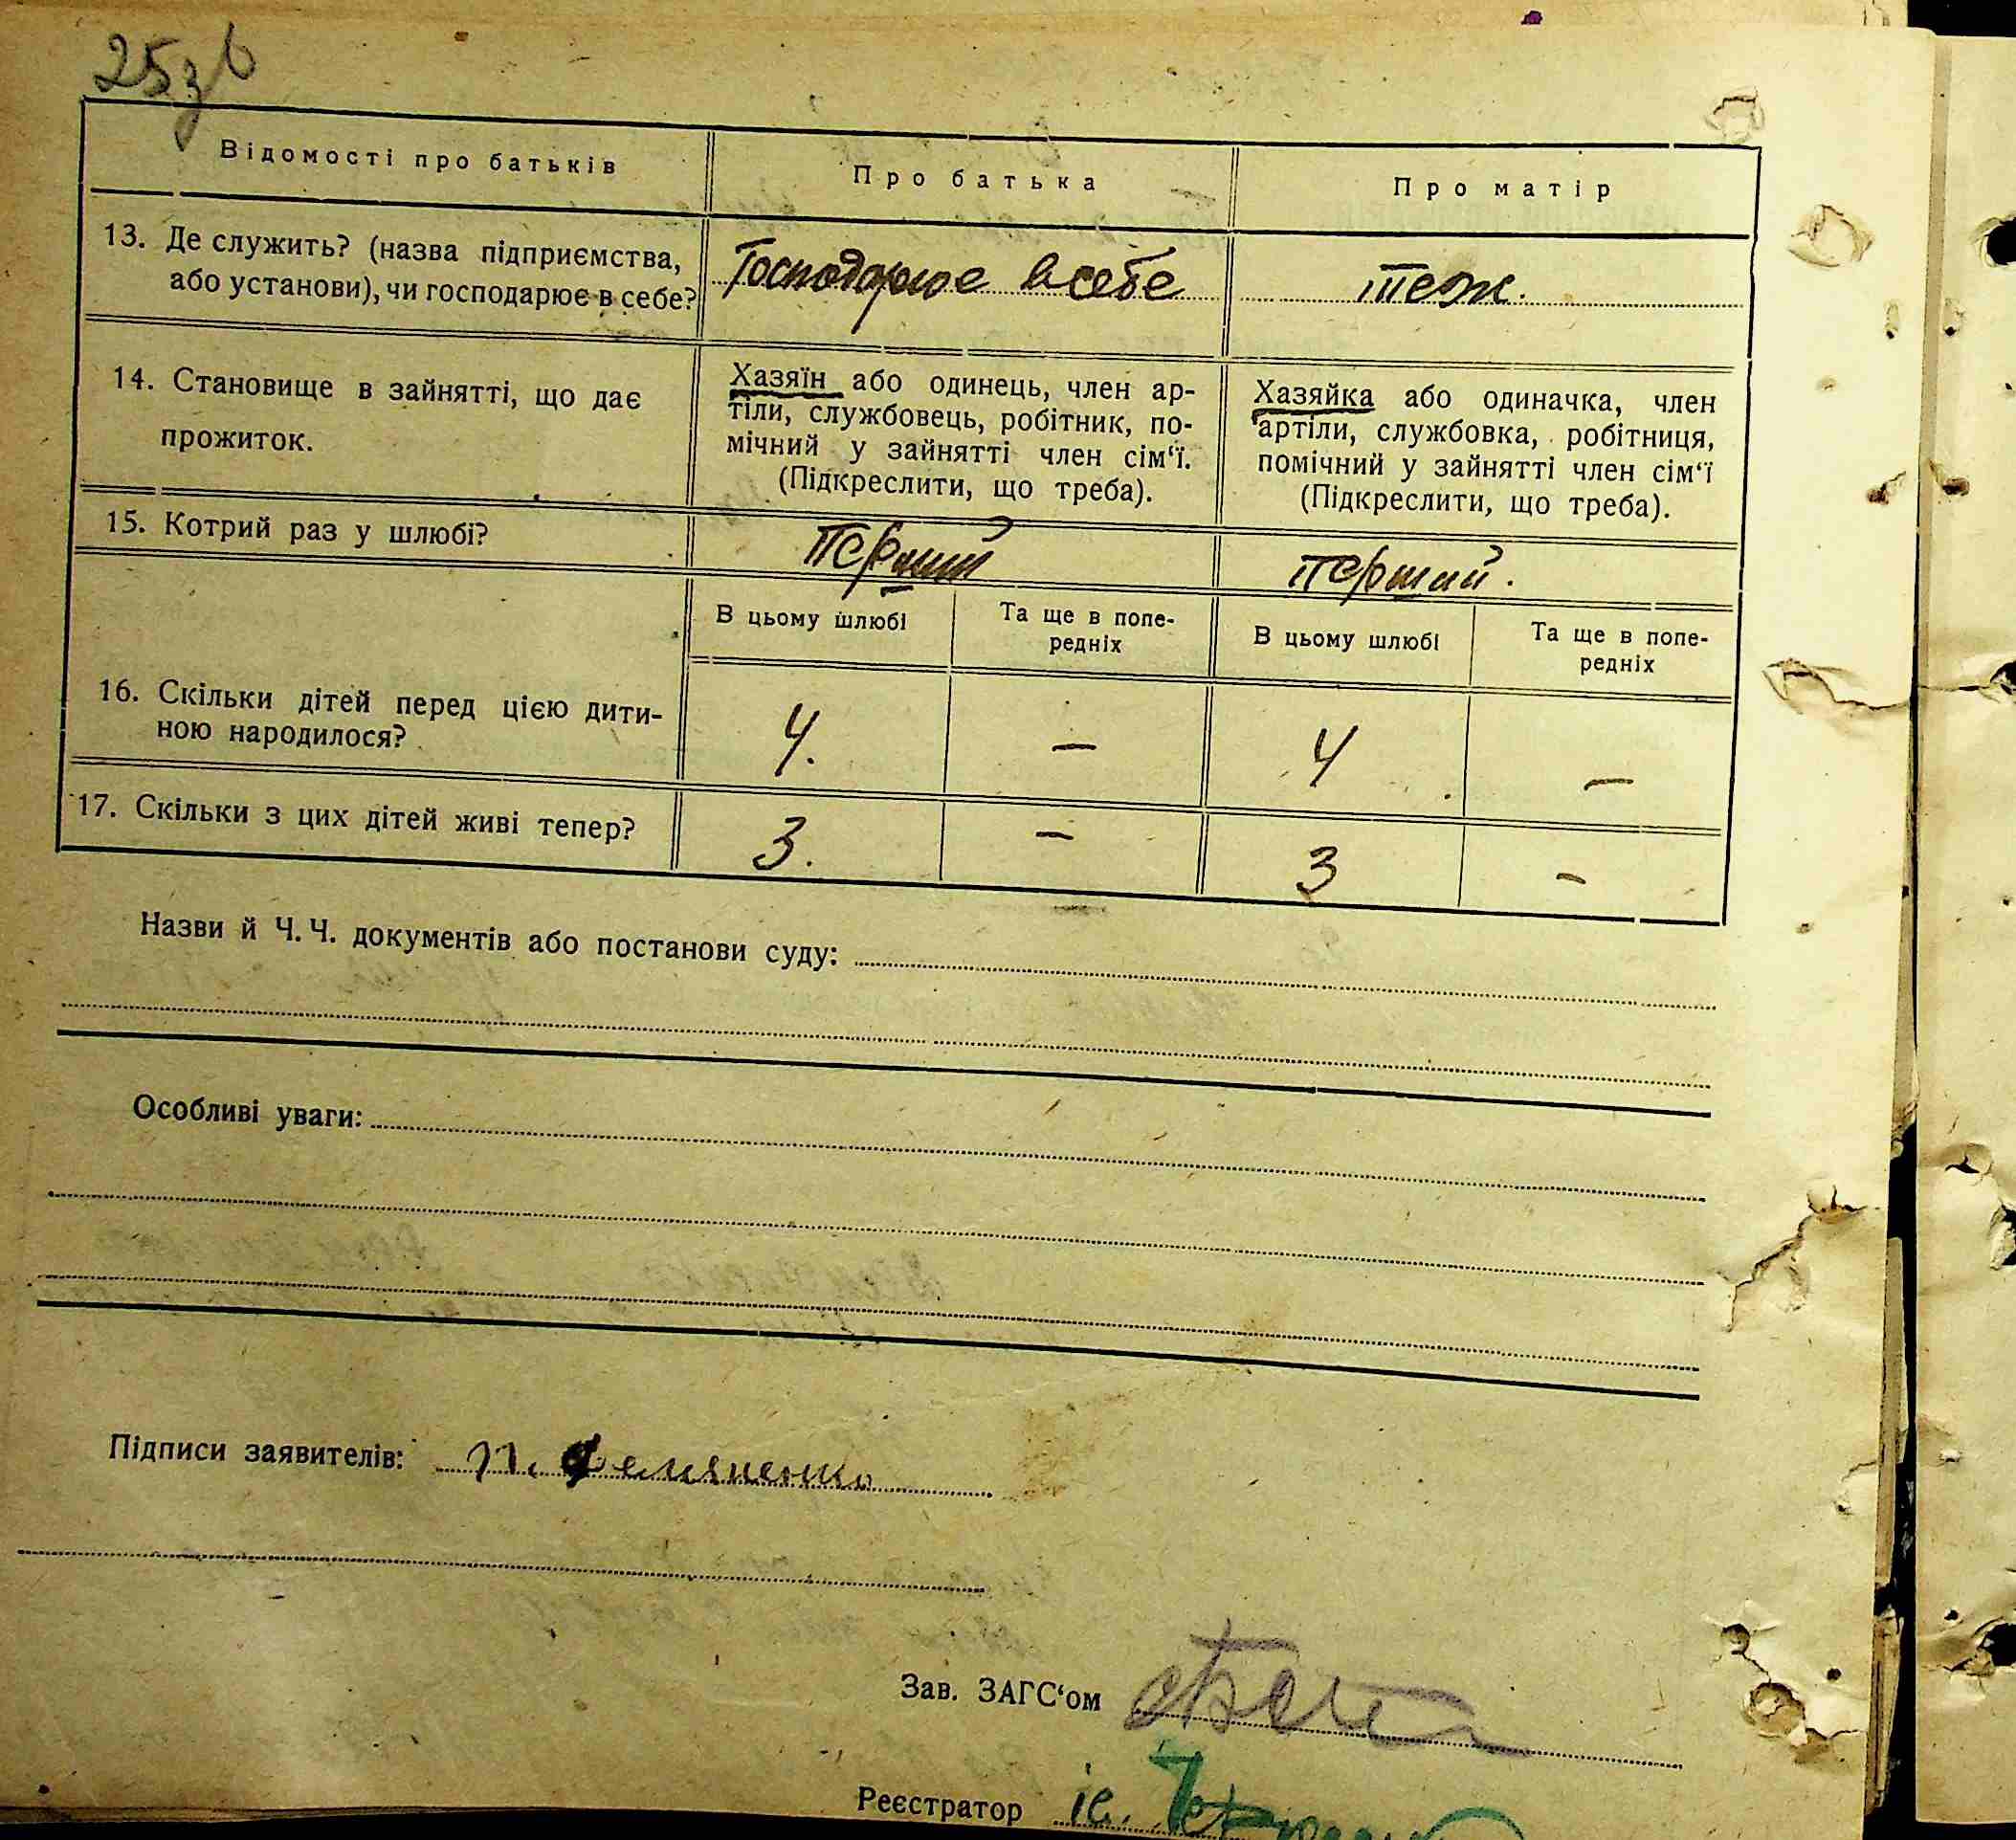 25 зв
Відомості про батьків
Про батька
Про матір
13. Де служить? (назва підприємства,
або установи), чи господарює в себе?
Господарює в себе
теж.
14. Становище в зайнятті, що дає
прожиток.
Хазяїн або одинець, член ар-
тіли, службовець, робітник, по-
мічний у зайнятті член сім'ї.
(Підкреслити, що треба).
Хазяйка або одиначка, член
артіли, службовка, робітниця,
помічний у зайнятті член сім'ї
(Підкреслити, що треба).
15. Котрий раз у шлюбі?
Перший
перший.
В цьому шлюбі
Та ще в попе-
редніх
В цьому шлюбі
Та ще в попе-
редніх
16. Скільки дітей перед цією дити-
ною народилося?
4.
—
4
—
17. Скільки з цих дітей живі тепер?
3.
—
3
—
Назви й Ч. Ч. документів або постанови суду:
Особливі уваги:
Підписи заявителів:
Зав. ЗАГС'ом
Реєстратор